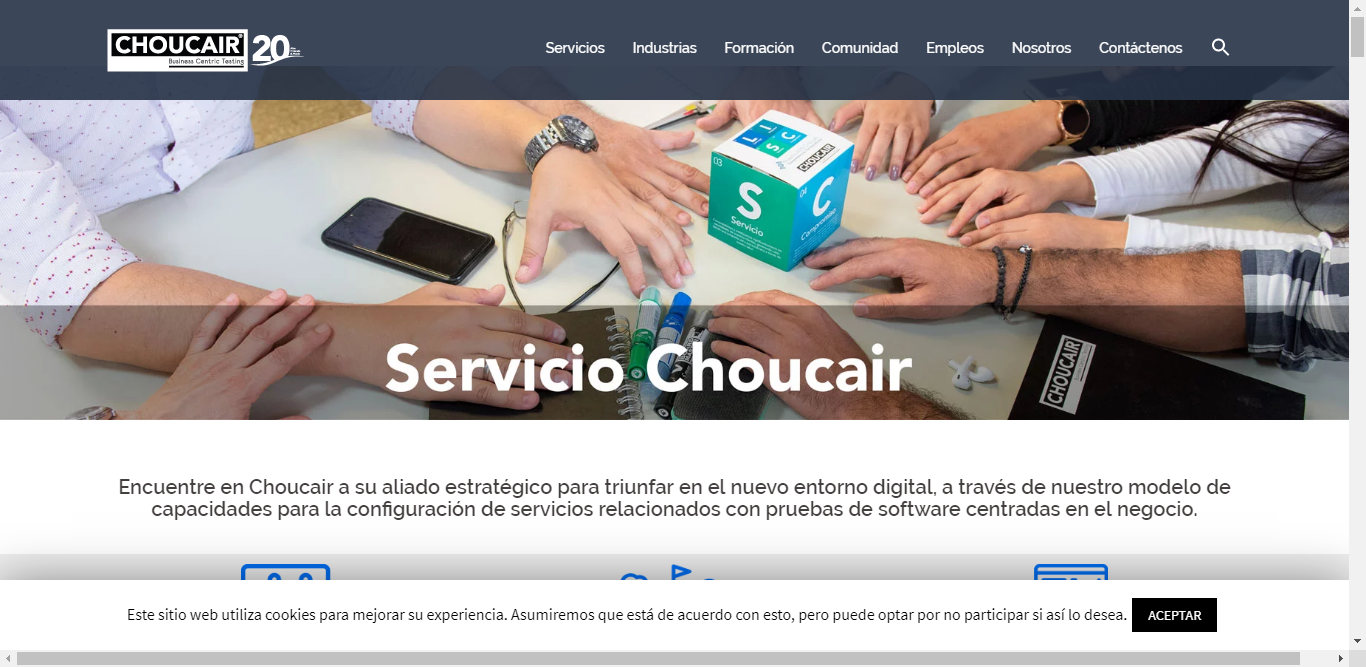 CHOUCAIR
Business Centric Testing
20
Servicios
Industrias
Formación
Comunidad
Empleos
Nosotros
Contáctenos
L I S C
CHOUCAIR
03
S
Servicio
04
C
Compromiso
CHOUCAIR
Servicio Choucair
Encuentre en Choucair a su aliado estratégico para triunfar en el nuevo entorno digital, a través de nuestro modelo de
capacidades para la configuración de servicios relacionados con pruebas de software centradas en el negocio.
Este sitio web utiliza cookies para mejorar su experiencia. Asumiremos que está de acuerdo con esto, pero puede optar por no participar si así lo desea.
ACEPTAR